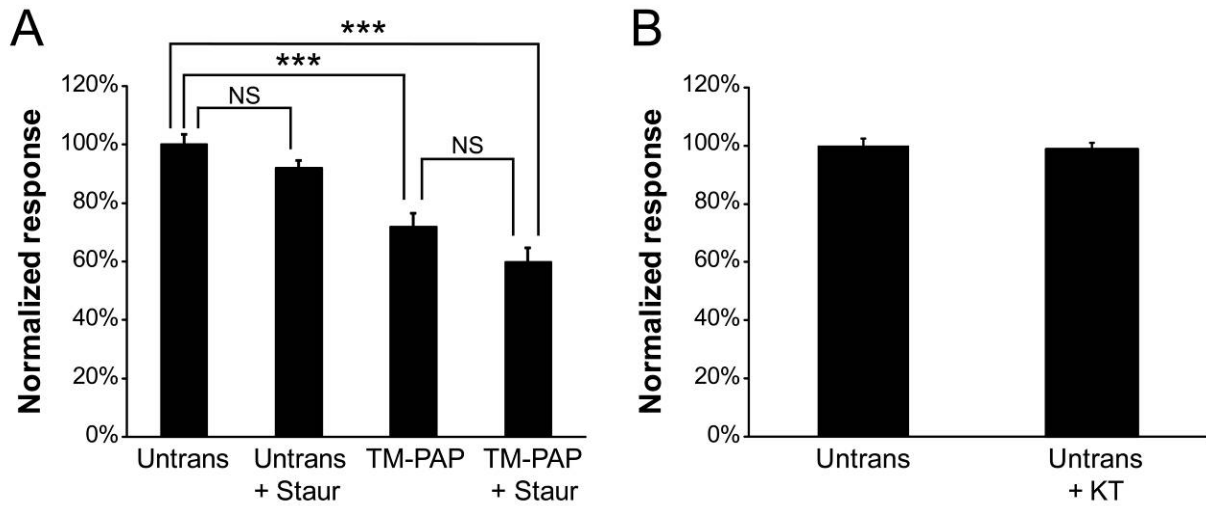 A
***
***
NS
NS
Normalized response
120%
100%
80%
60%
40%
20%
0%
Untrans
Untrans
+ Staur
TM-PAP
TM-PAP
+ Staur
B
Normalized response
120%
100%
80%
60%
40%
20%
0%
Untrans
Untrans
+ KT